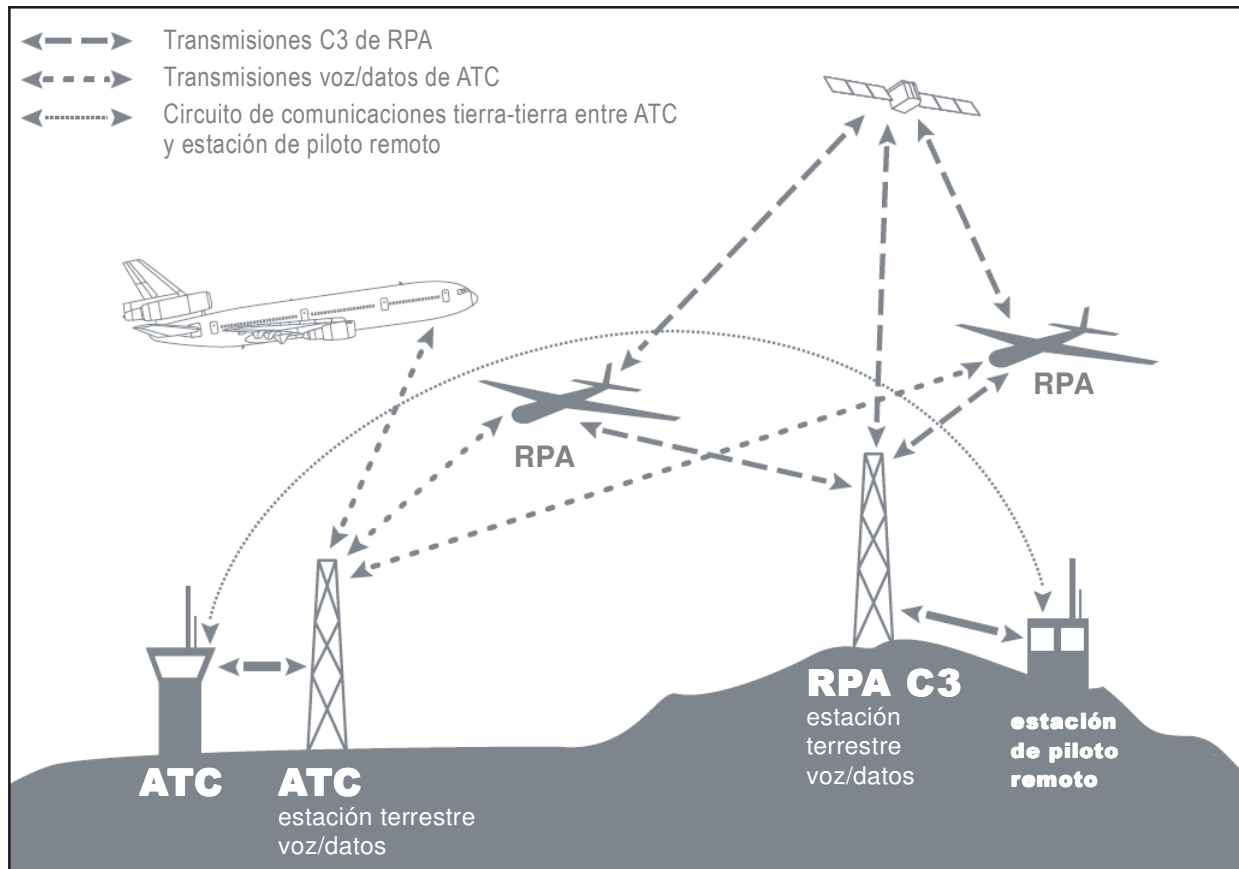 Transmisiones C3 de RPA
Transmisiones voz/datos de ATC
Circuito de comunicaciones tierra-tierra entre ATC
y estación de piloto remoto
RPA
RPA
ATC
ATC
estación terrestre
voz/datos
RPA C3
estación
terrestre
voz/datos
estación
de piloto
remoto